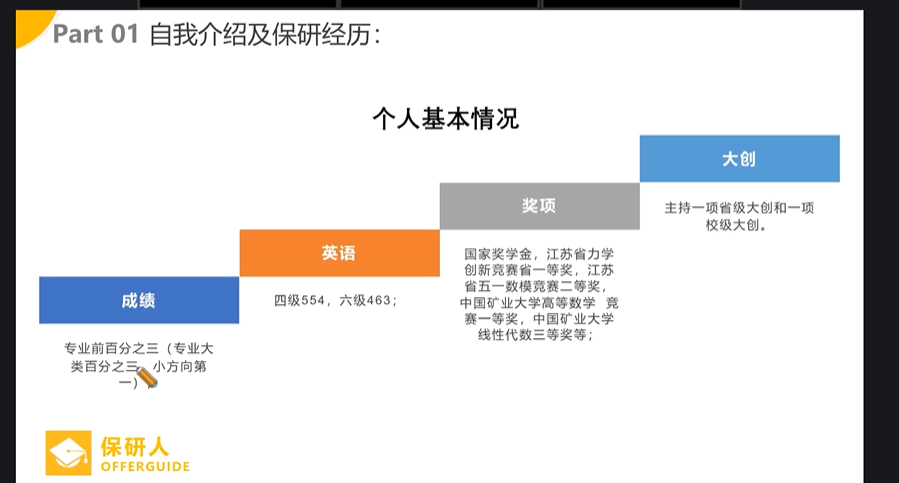 Part 01 自我介绍及保研经历：
个人基本情况
大创
主持一项省级大创和一项
校级大创。
奖项
国家奖学金，江苏省力学
创新竞赛省一等奖，江苏
省五一数模竞赛二等奖，
中国矿业大学高等数学 竞
赛一等奖，中国矿业大学
线性代数三等奖等；
英语
四级554，六级463；
成绩
专业前百分之三（专业大
类百分之三，小方向第
一）
保研人
OFFERGUIDE